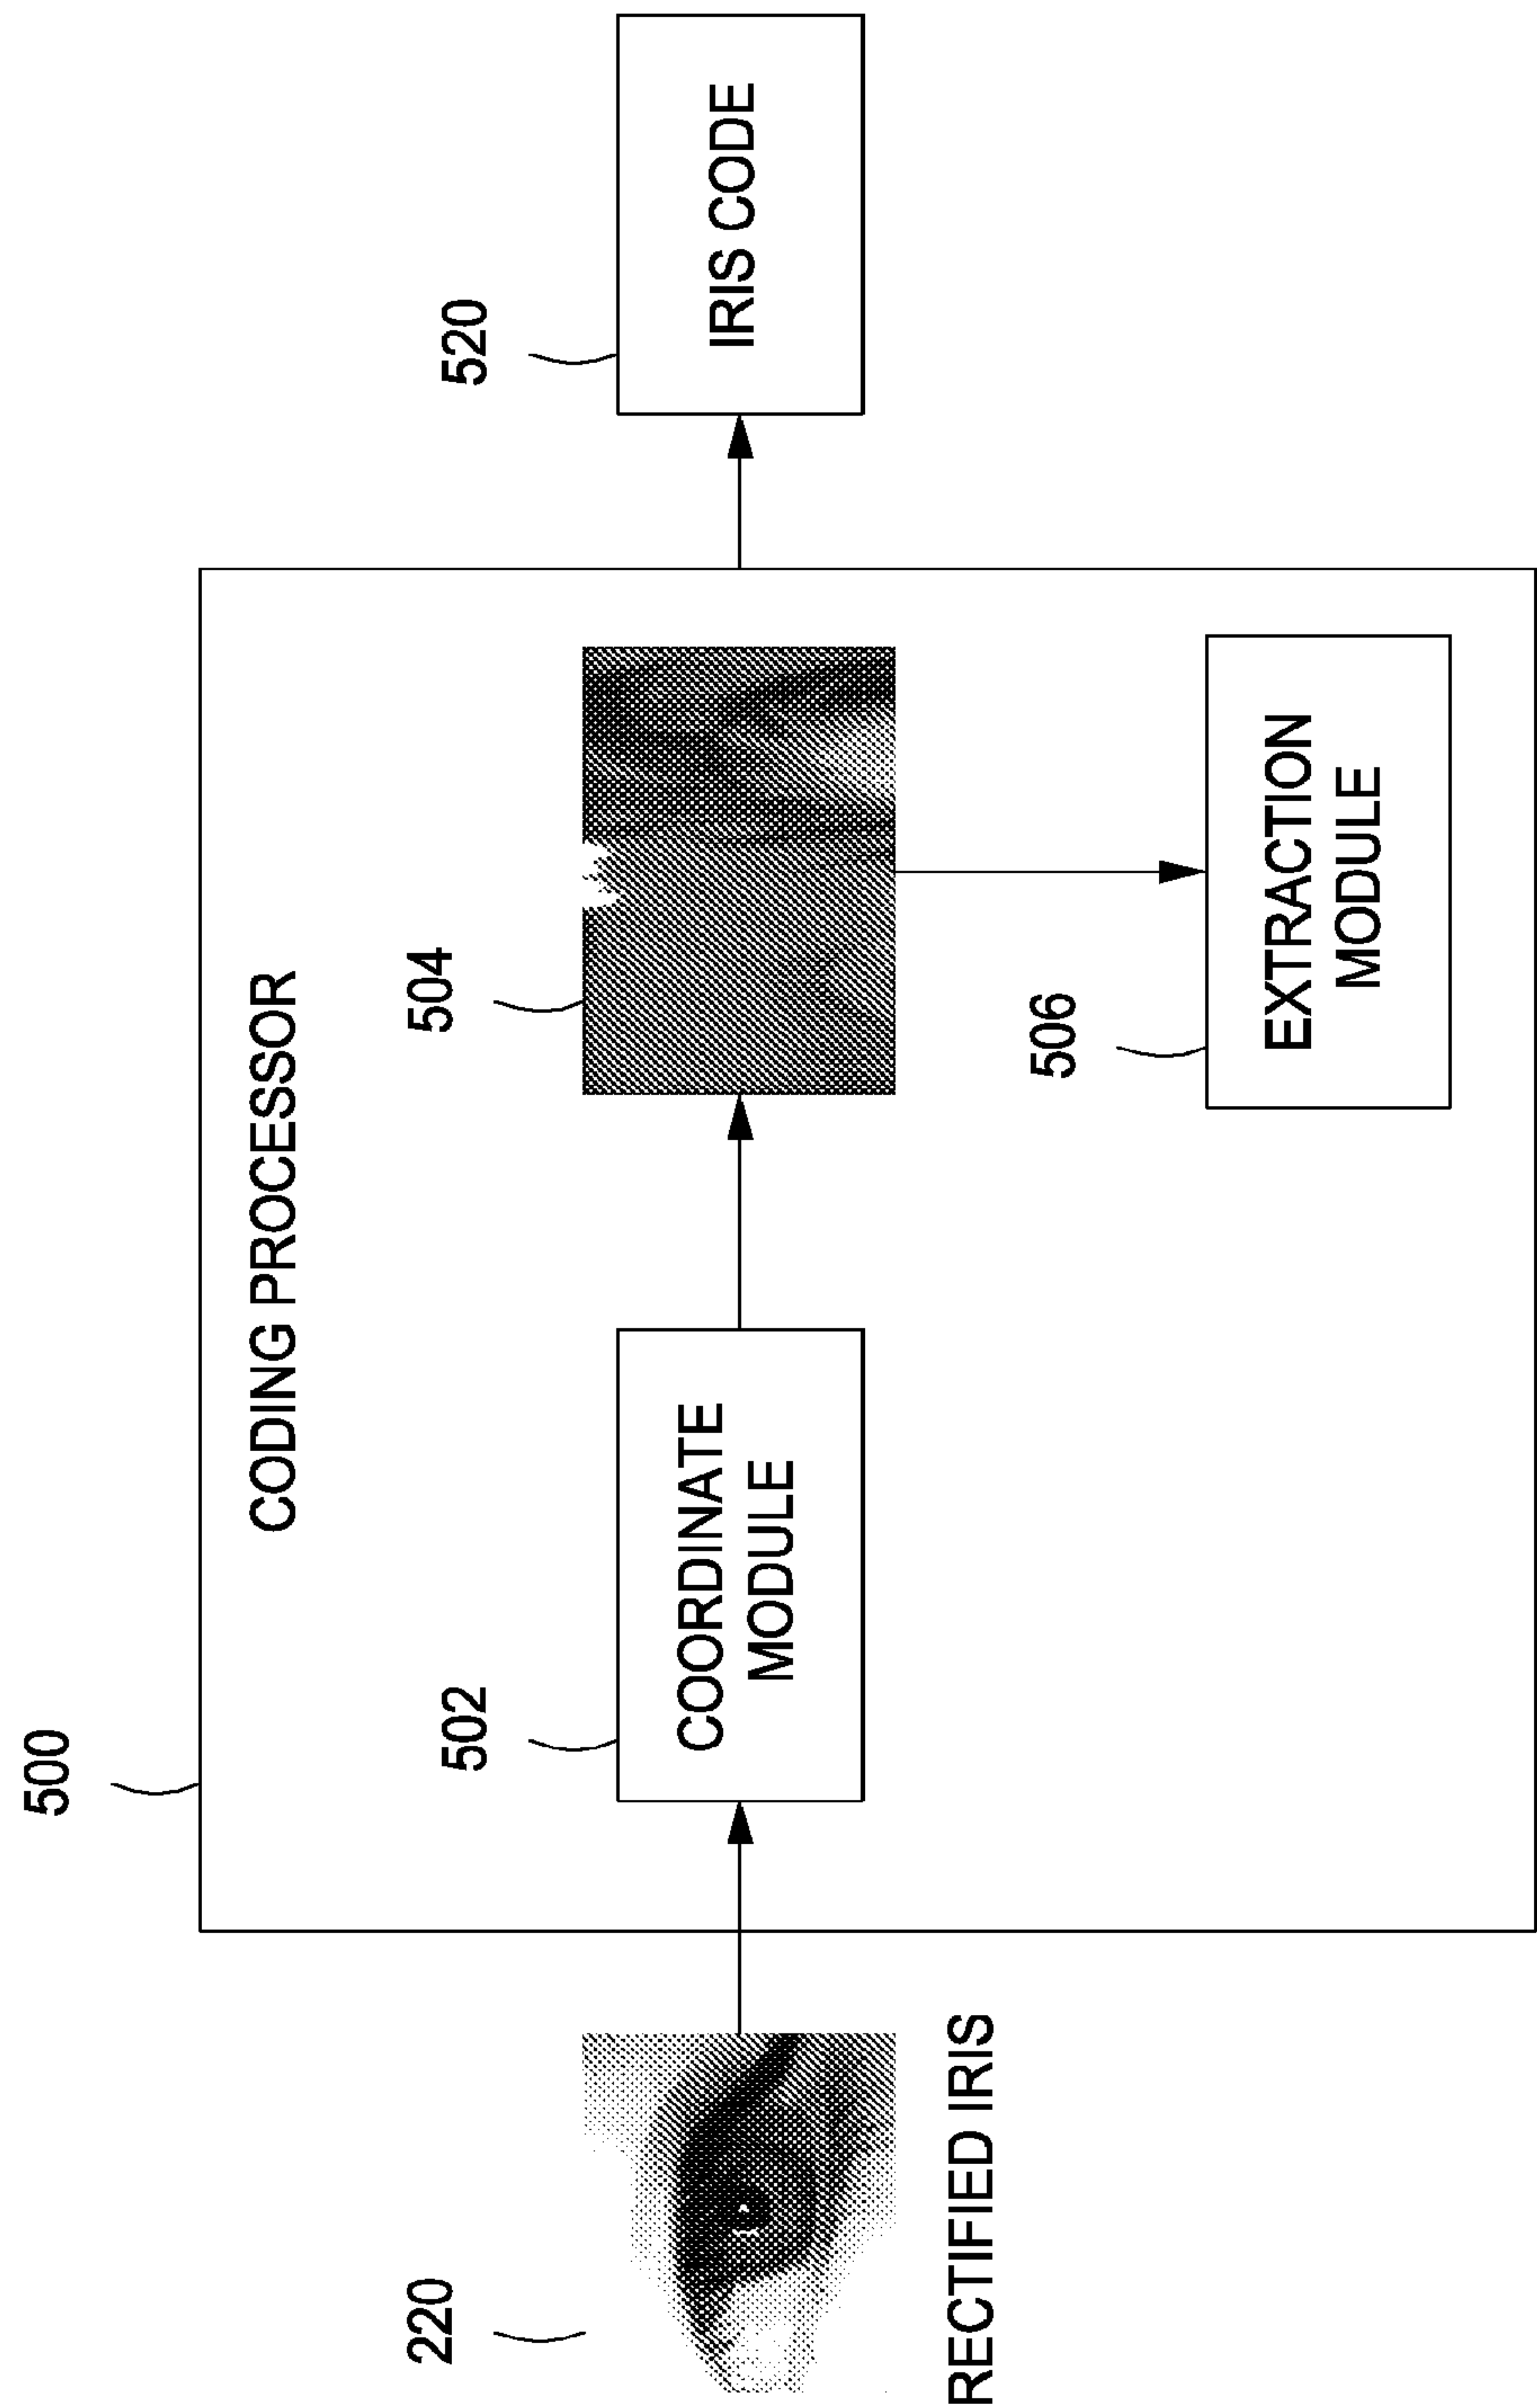 500
CODING PROCESSOR
220
RECTIFIED IRIS
502
COORDINATE
MODULE
504
506
EXTRACTION
MODULE
520
IRIS CODE